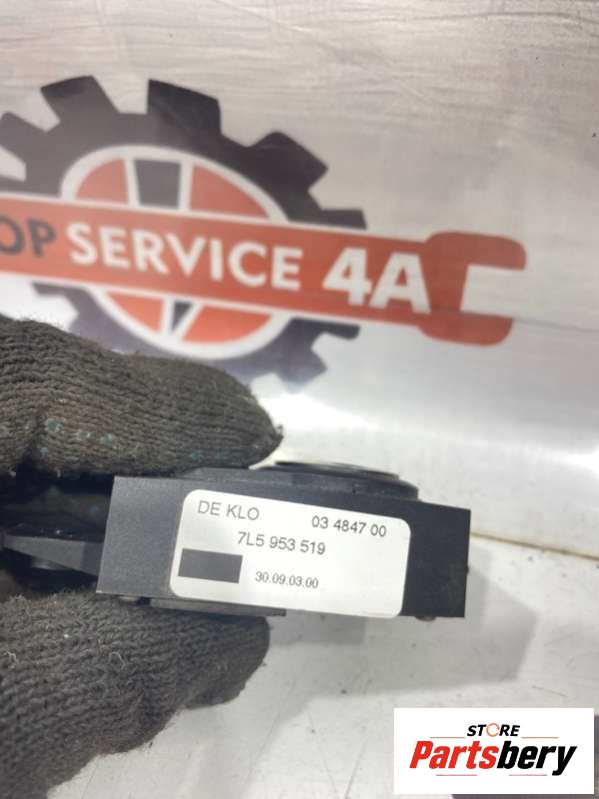 OP SERVICE 4A
DE KLO 03 4847 00
7L5 953 519
30.09.03.00
STORE
Partsbery